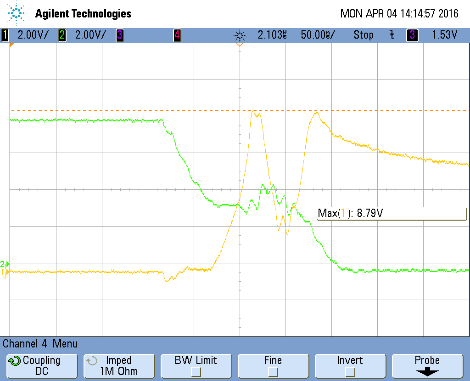 Agilent Technologies
MON APR 04 14:14:57 2016
1 2.00V/ 2 2.00V/ 3 4 50.00 Stop 3 1.53V
Max(1): 8.79V
2
Channel 4 Menu
Coupling
DC
Imped
1M Ohm
BW Limit
Fine
Invert
Probe